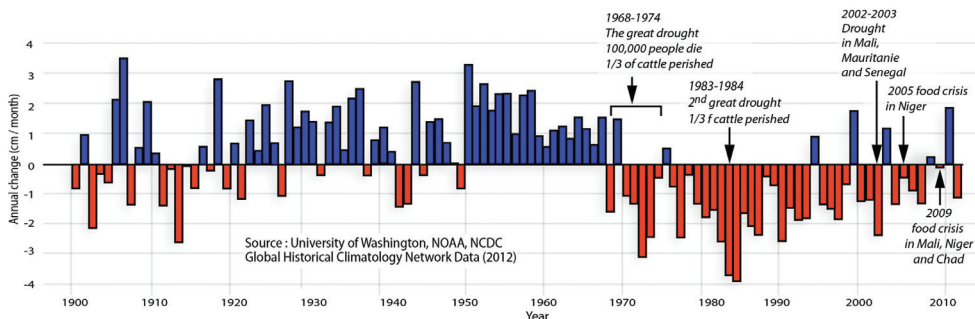 1968-1974
The great drought
100,000 people die
1/3 of cattle perished
1983-1984
2nd great drought
1/3 f cattle perished
2002-2003
Drought
in Mali,
Mauritanie
and Senegal
2005 food crisis
in Niger
Annual change (cm / month)
4
3
2
1
0
-1
-2
-3
-4
0
Source : University of Washington, NOAA, NCDC
Global Historical Climatology Network Data (2012)
2009
food crisis
in Mali, Niger
and Chad
1900 1910 1920 1930 1940 1950 1960 1970 1980 1990 2000 2010
Year